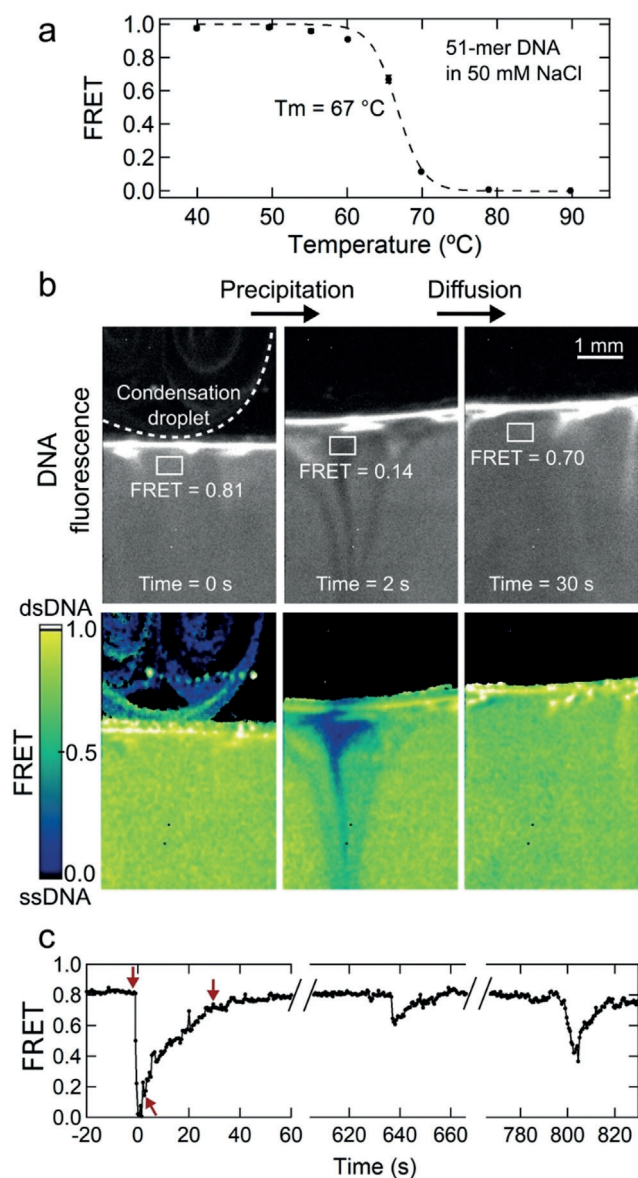 a
51-mer DNA
in 50 mM NaCl
Tm = 67 °C
FRET
1.0
0.8
0.6
0.4
0.2
0.0
40 50 60 70 80 90
Temperature (ºC)
b
Precipitation Diffusion
DNA
fluorescence
Condensation
droplet
FRET = 0.81
Time = 0 s
FRET = 0.14
Time = 2 s
1 mm
FRET = 0.70
Time = 30 s
dsDNA
FRET
1.0
0.5
0.0
ssDNA
c
FRET
1.0
0.8
0.6
0.4
0.2
0.0
-20 0 20 40 60 620 640 660 780 800 820
Time (s)